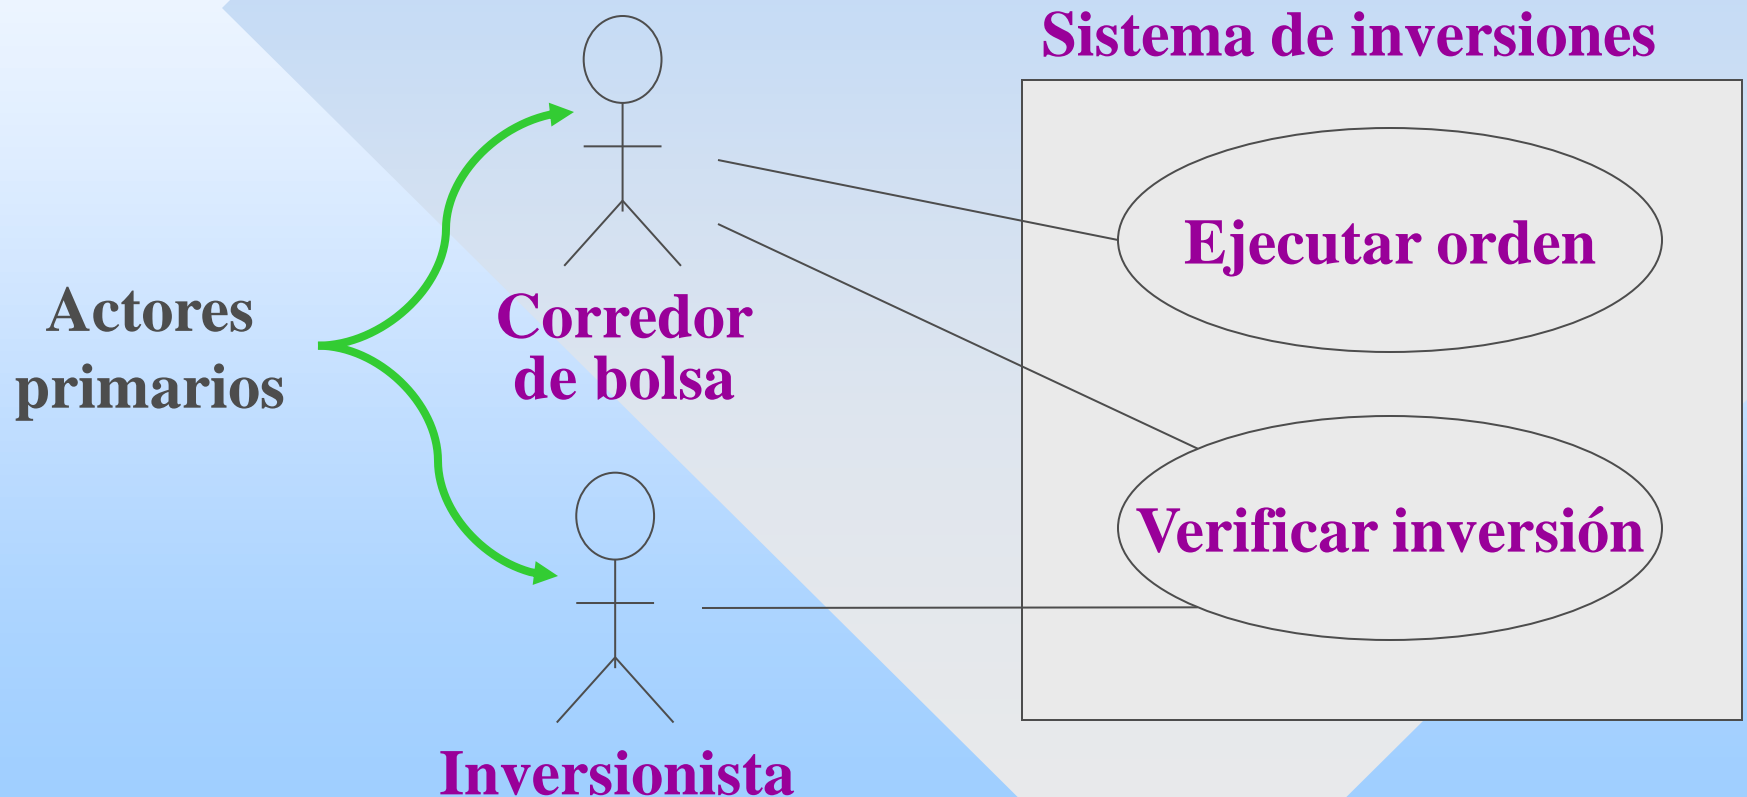 Sistema de inversiones
Ejecutar orden
Actores
primarios
Corredor
de bolsa
Verificar inversión
Inversionista